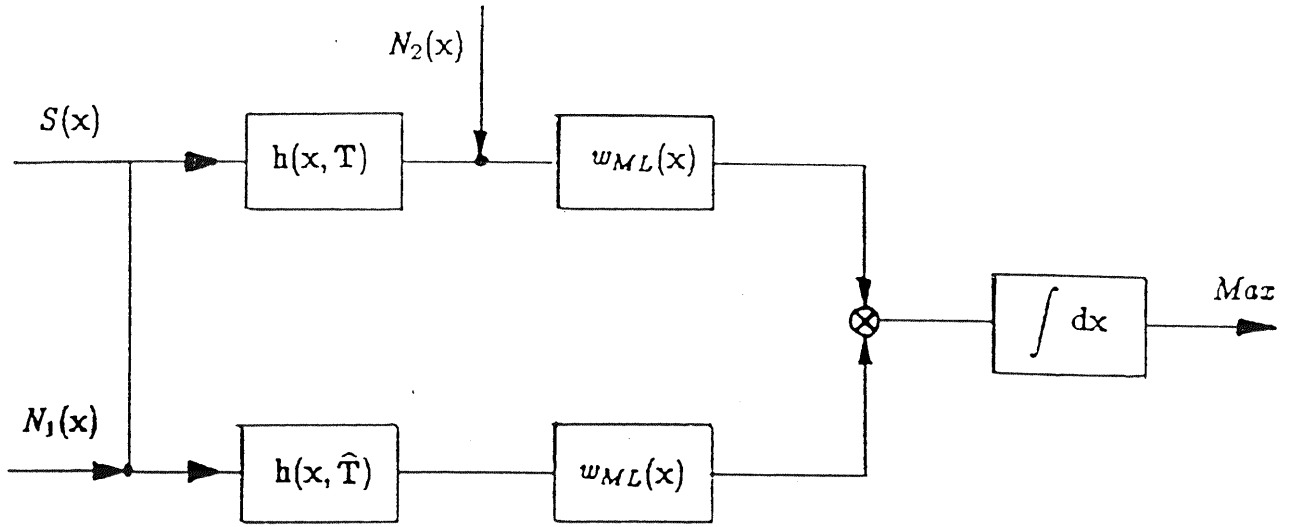 N₂(x)
S(x)
h(x, T)
w_ML(x)
∫ dx
Max
N₁(x)
h(x, T̂)
w_ML(x)